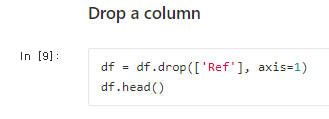 Drop a column
In [9]:
df = df.drop(['Ref'], axis=1)
df.head()